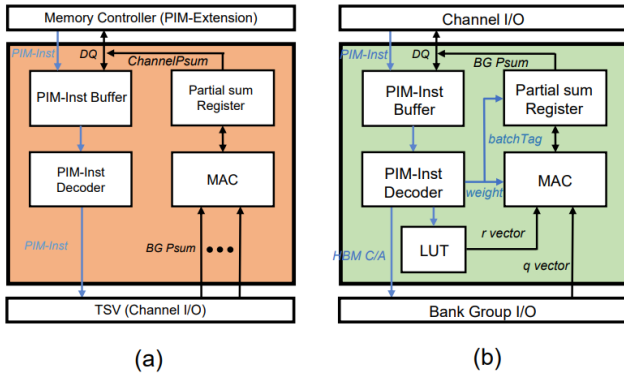 Memory Controller (PIM-Extension)
PIM-Inst
DQ
ChannelPsum
PIM-Inst Buffer
Partial sum
Register
PIM-Inst
Decoder
MAC
PIM-Inst
BG Psum
TSV (Channel I/O)
(a)
Channel I/O
PIM-Inst
DQ
BG Psum
PIM-Inst
Buffer
Partial sum
Register
batchTag
PIM-Inst
Decoder
weight
MAC
LUT
r vector
HBM C/A
q vector
Bank Group I/O
(b)